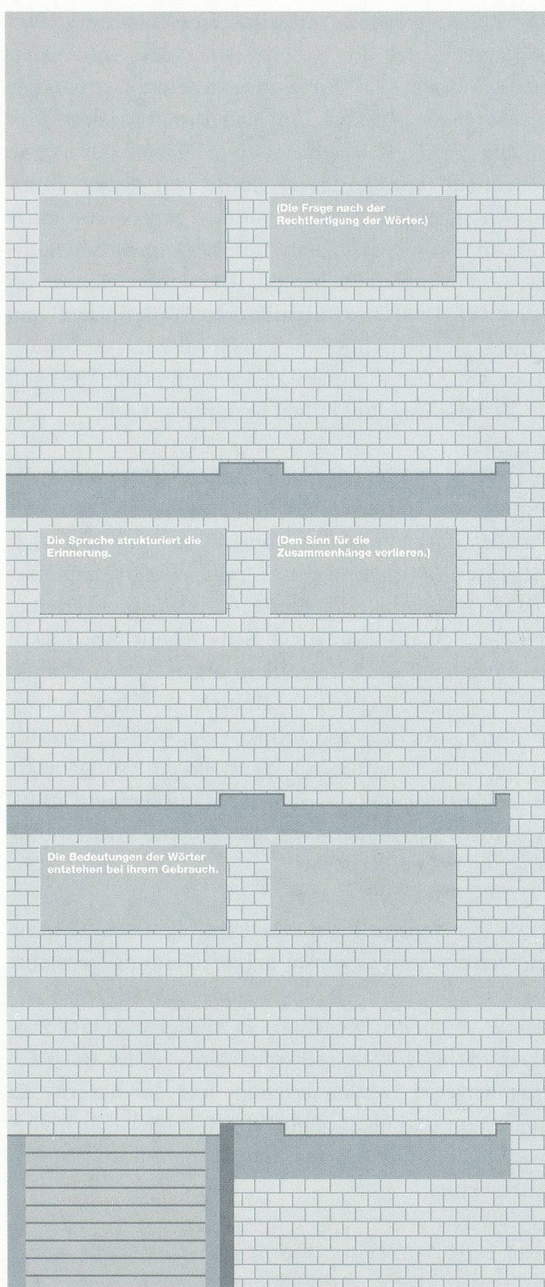 (Die Frage nach der
Rechtfertigung der Wörter.)
Die Sprache strukturiert die
Erinnerung.
(Den Sinn für die
Zusammenhänge verlieren.)
Die Bedeutungen der Wörter
entstehen bei ihrem Gebrauch.